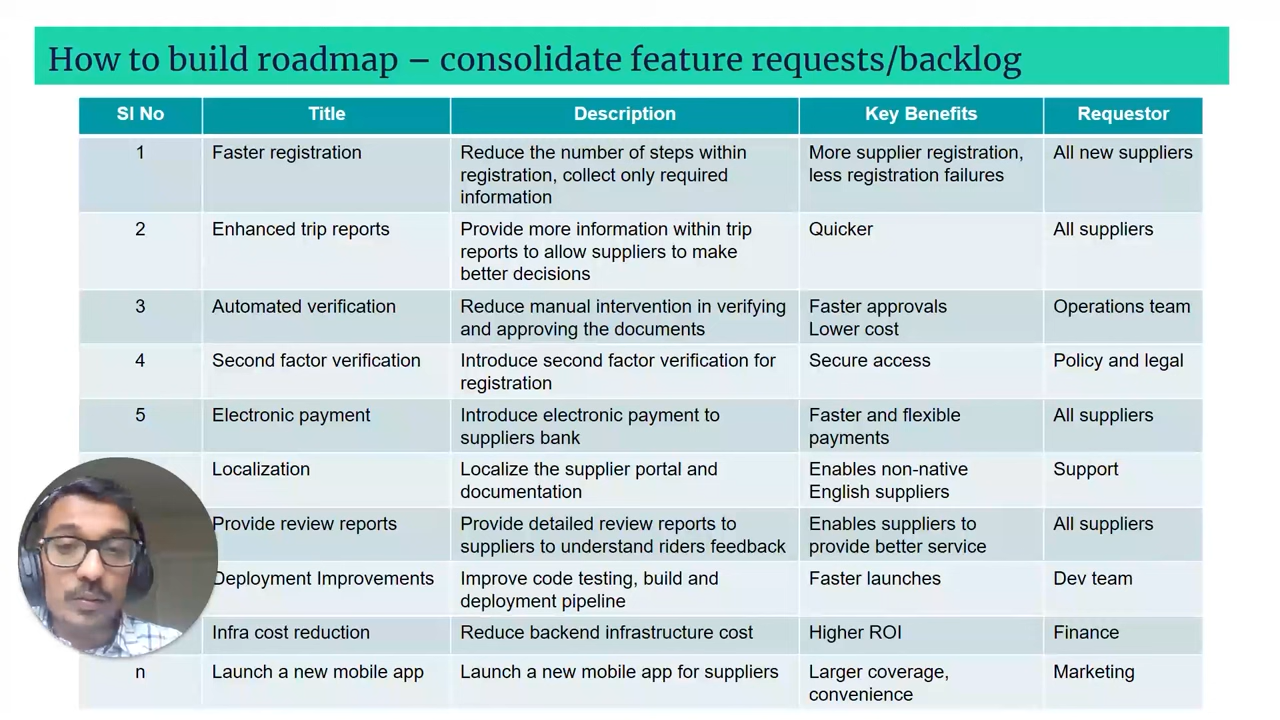 How to build roadmap – consolidate feature requests/backlog
Sl No Title Description Key Benefits Requestor
1 Faster registration Reduce the number of steps within More supplier registration, All new suppliers
registration, collect only required less registration failures
information
2 Enhanced trip reports Provide more information within trip Quicker All suppliers
reports to allow suppliers to make
better decisions
3 Automated verification Reduce manual intervention in verifying Faster approvals Operations team
and approving the documents Lower cost
4 Second factor verification Introduce second factor verification for Secure access Policy and legal
registration
5 Electronic payment Introduce electronic payment to Faster and flexible All suppliers
suppliers bank payments
Localization Localize the supplier portal and Enables non-native Support
documentation English suppliers
Provide review reports Provide detailed review reports to Enables suppliers to All suppliers
suppliers to understand riders feedback provide better service
Deployment Improvements Improve code testing, build and Faster launches Dev team
deployment pipeline
Infra cost reduction Reduce backend infrastructure cost Higher ROI Finance
n Launch a new mobile app Launch a new mobile app for suppliers Larger coverage, Marketing
convenience